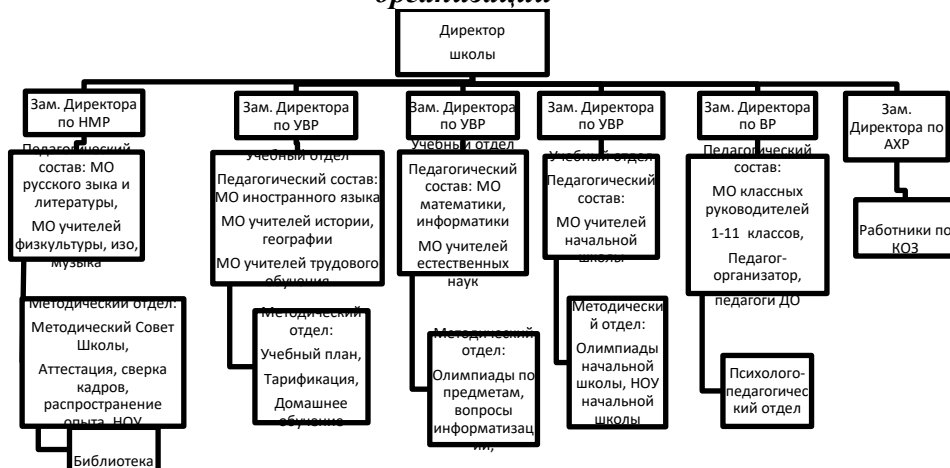 организации
Директор
школы
Зам. Директора
по НМР
Зам. Директора
по УВР
Зам. Директора
по УВР
Зам. Директора
по УВР
Зам. Директора
по ВР
Зам.
Директора по
АХР
Педагогический
состав: МО
русского зыка и
литературы,
МО учителей
физкультуры, изо,
музыка
Учебный отдел
Педагогический состав:
МО иностранного языка
МО учителей истории,
географии
МО учителей трудового
обучения
Учебный отдел
Педагогический
состав: МО
математики,
информатики
МО учителей
естественных
наук
Учебный отдел
Педагогический
состав:
МО учителей
начальной
школы
Педагогический
состав:
МО классных
руководителей
1-11 классов,
Педагог-
организатор,
педагоги ДО
Работники по
КОЗ
Методический отдел:
Методический Совет
Школы,
Аттестация, сверка
кадров,
распространение
опыта, НОУ
Методический
отдел:
Учебный план,
Тарификация,
Домашнее
обучение
Методический
отдел:
Олимпиады по
предметам,
вопросы
информатизац
ии,
Методически
й отдел:
Олимпиады
начальной
школы, НОУ
начальной
школы
Психолого-
педагогичес
кий отдел
Библиотека